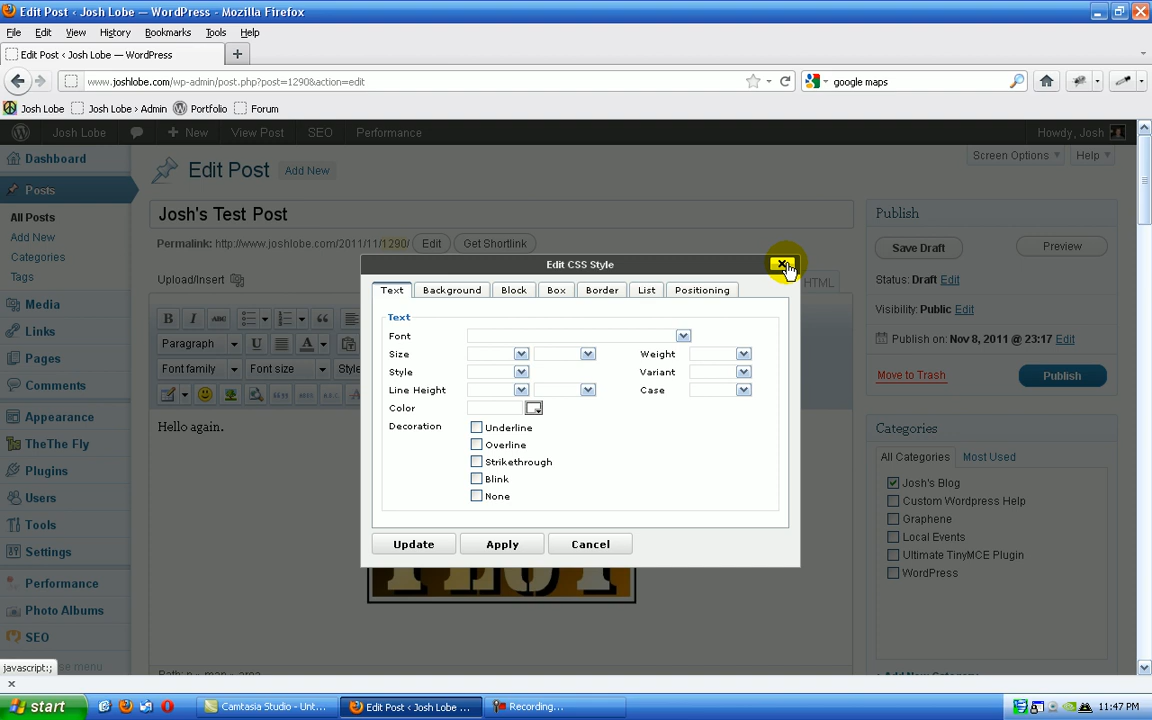 Edit Post ‹ Josh Lobe — WordPress - Mozilla Firefox
File Edit View History Bookmarks Tools Help
Edit Post ‹ Josh Lobe — WordPress
www.joshlobe.com/wp-admin/post.php?post=1290&action=edit
google maps
Josh Lobe Josh Lobe > Admin Portfolio Forum
Josh Lobe New View Post SEO Performance Howdy, Josh
Dashboard
Posts
All Posts
Add New
Categories
Tags
Media
Links
Pages
Comments
Appearance
TheThe Fly
Plugins
Users
Tools
Settings
Performance
Photo Albums
SEO
Edit Post Add New
Screen Options Help
Josh's Test Post
Permalink: http://www.joshlobe.com/2011/11/1290/ Edit Get Shortlink
Upload/Insert
HTML
B I ABC
Paragraph U A
Font family Font size Style
Hello again.
Edit CSS Style
Text Background Block Box Border List Positioning
Text
Font
Size Weight
Style Variant
Line Height Case
Color
Decoration Underline
Overline
Strikethrough
Blink
None
Update Apply Cancel
Publish
Save Draft Preview
Status: Draft Edit
Visibility: Public Edit
Publish on: Nov 8, 2011 @ 23:17 Edit
Move to Trash Publish
Categories
All Categories Most Used
Josh's Blog
Custom Wordpress Help
Graphene
Local Events
Ultimate TinyMCE Plugin
WordPress
javascript:;
start Camtasia Studio - Unt... Edit Post ‹ Josh Lobe ... Recording... 11:47 PM